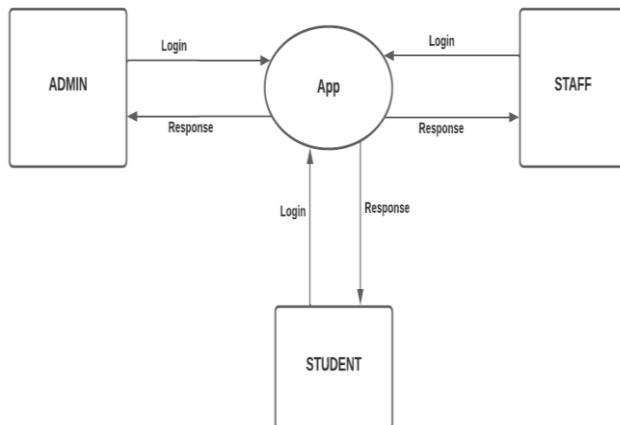 Login
Login
ADMIN
App
STAFF
Response
Response
Login
Response
STUDENT